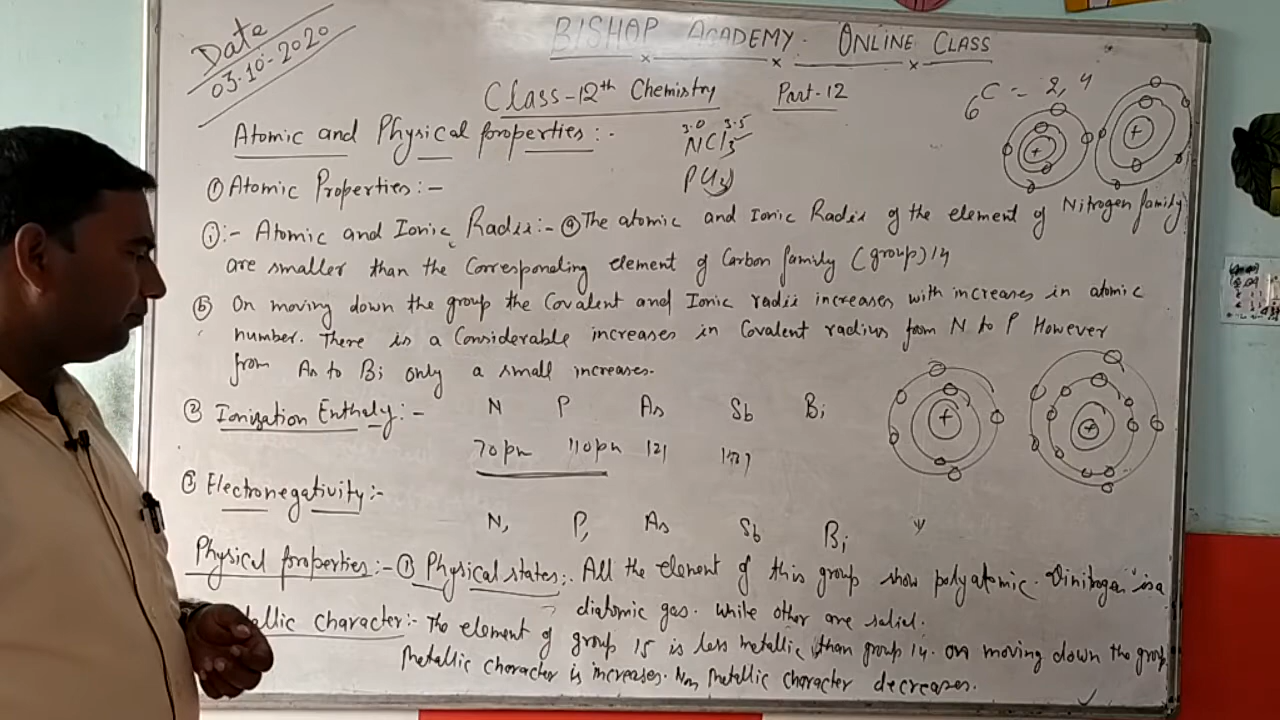 Date
03-10-2020
BISHAP ACADEMY. ONLINE CLASS
Class-12th Chemistry Part-12
6 C = 2, 4
Atomic and Physical properties:-
3.0 3.5
NCl3
① Atomic Properties:-
①:- Atomic and Ionic Radii:- ⓐ The atomic and Ionic Radii of the element of Nitrogen family
are smaller than the Corresponding element of Carbon family (group) 14
ⓑ On moving down the group the Covalent and Ionic radii increases with increases in atomic
number. There is a Considerable increases in Covalent radius from N to P However
from As to Bi only a small increases.
② Ionization Enthaly:- N P As Sb Bi
70pm 110pm 121
③ Electronegativity:-
N, P, As Sb Bi
Physical properties:- ① Physical states:. All the element of this group show polyatomic. Dinitrogen is a
diatomic gas. while other are solid.
allic character:- The element of group 15 is less metallic than group 14. on moving down the group
Metallic character is increases. Non Metallic character decreases.